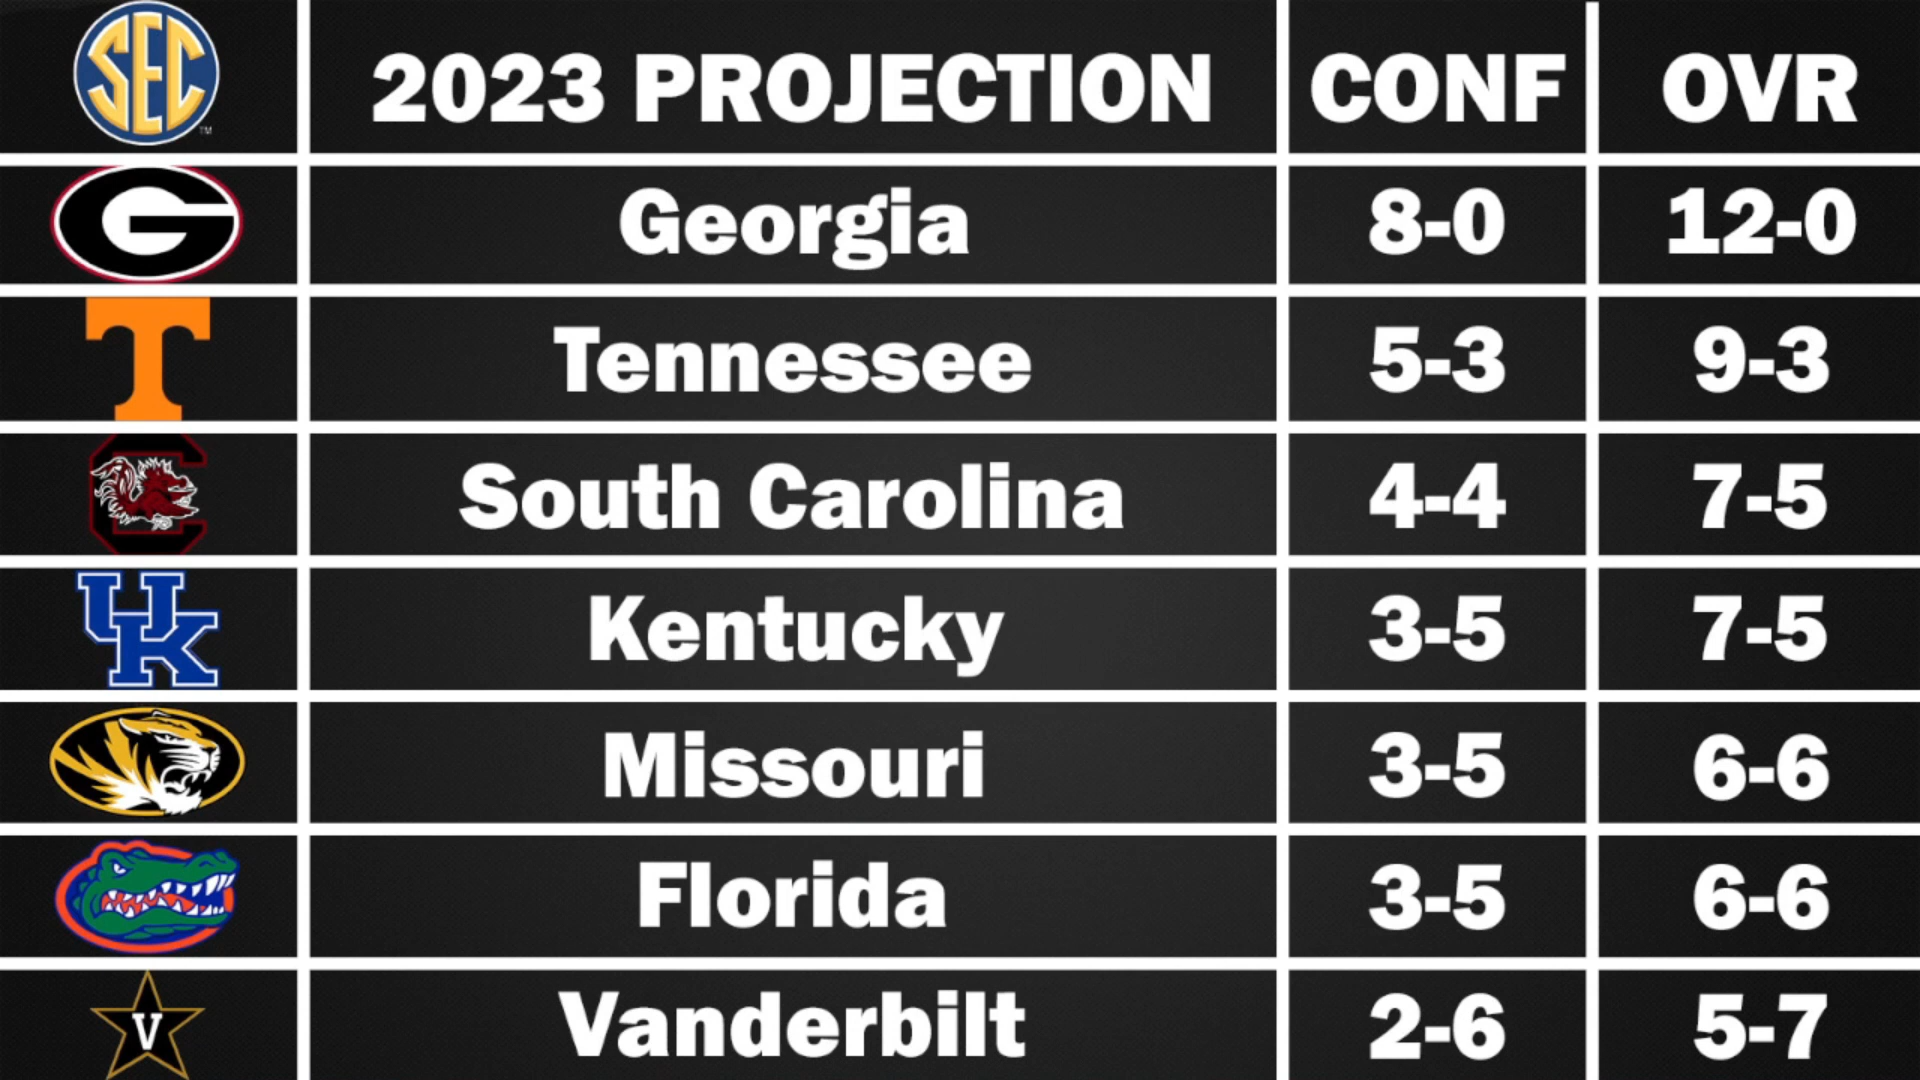 SEC TM 2023 PROJECTION CONF OVR
G Georgia 8-0 12-0
T Tennessee 5-3 9-3
C South Carolina 4-4 7-5
UK Kentucky 3-5 7-5
Missouri 3-5 6-6
Florida 3-5 6-6
V Vanderbilt 2-6 5-7